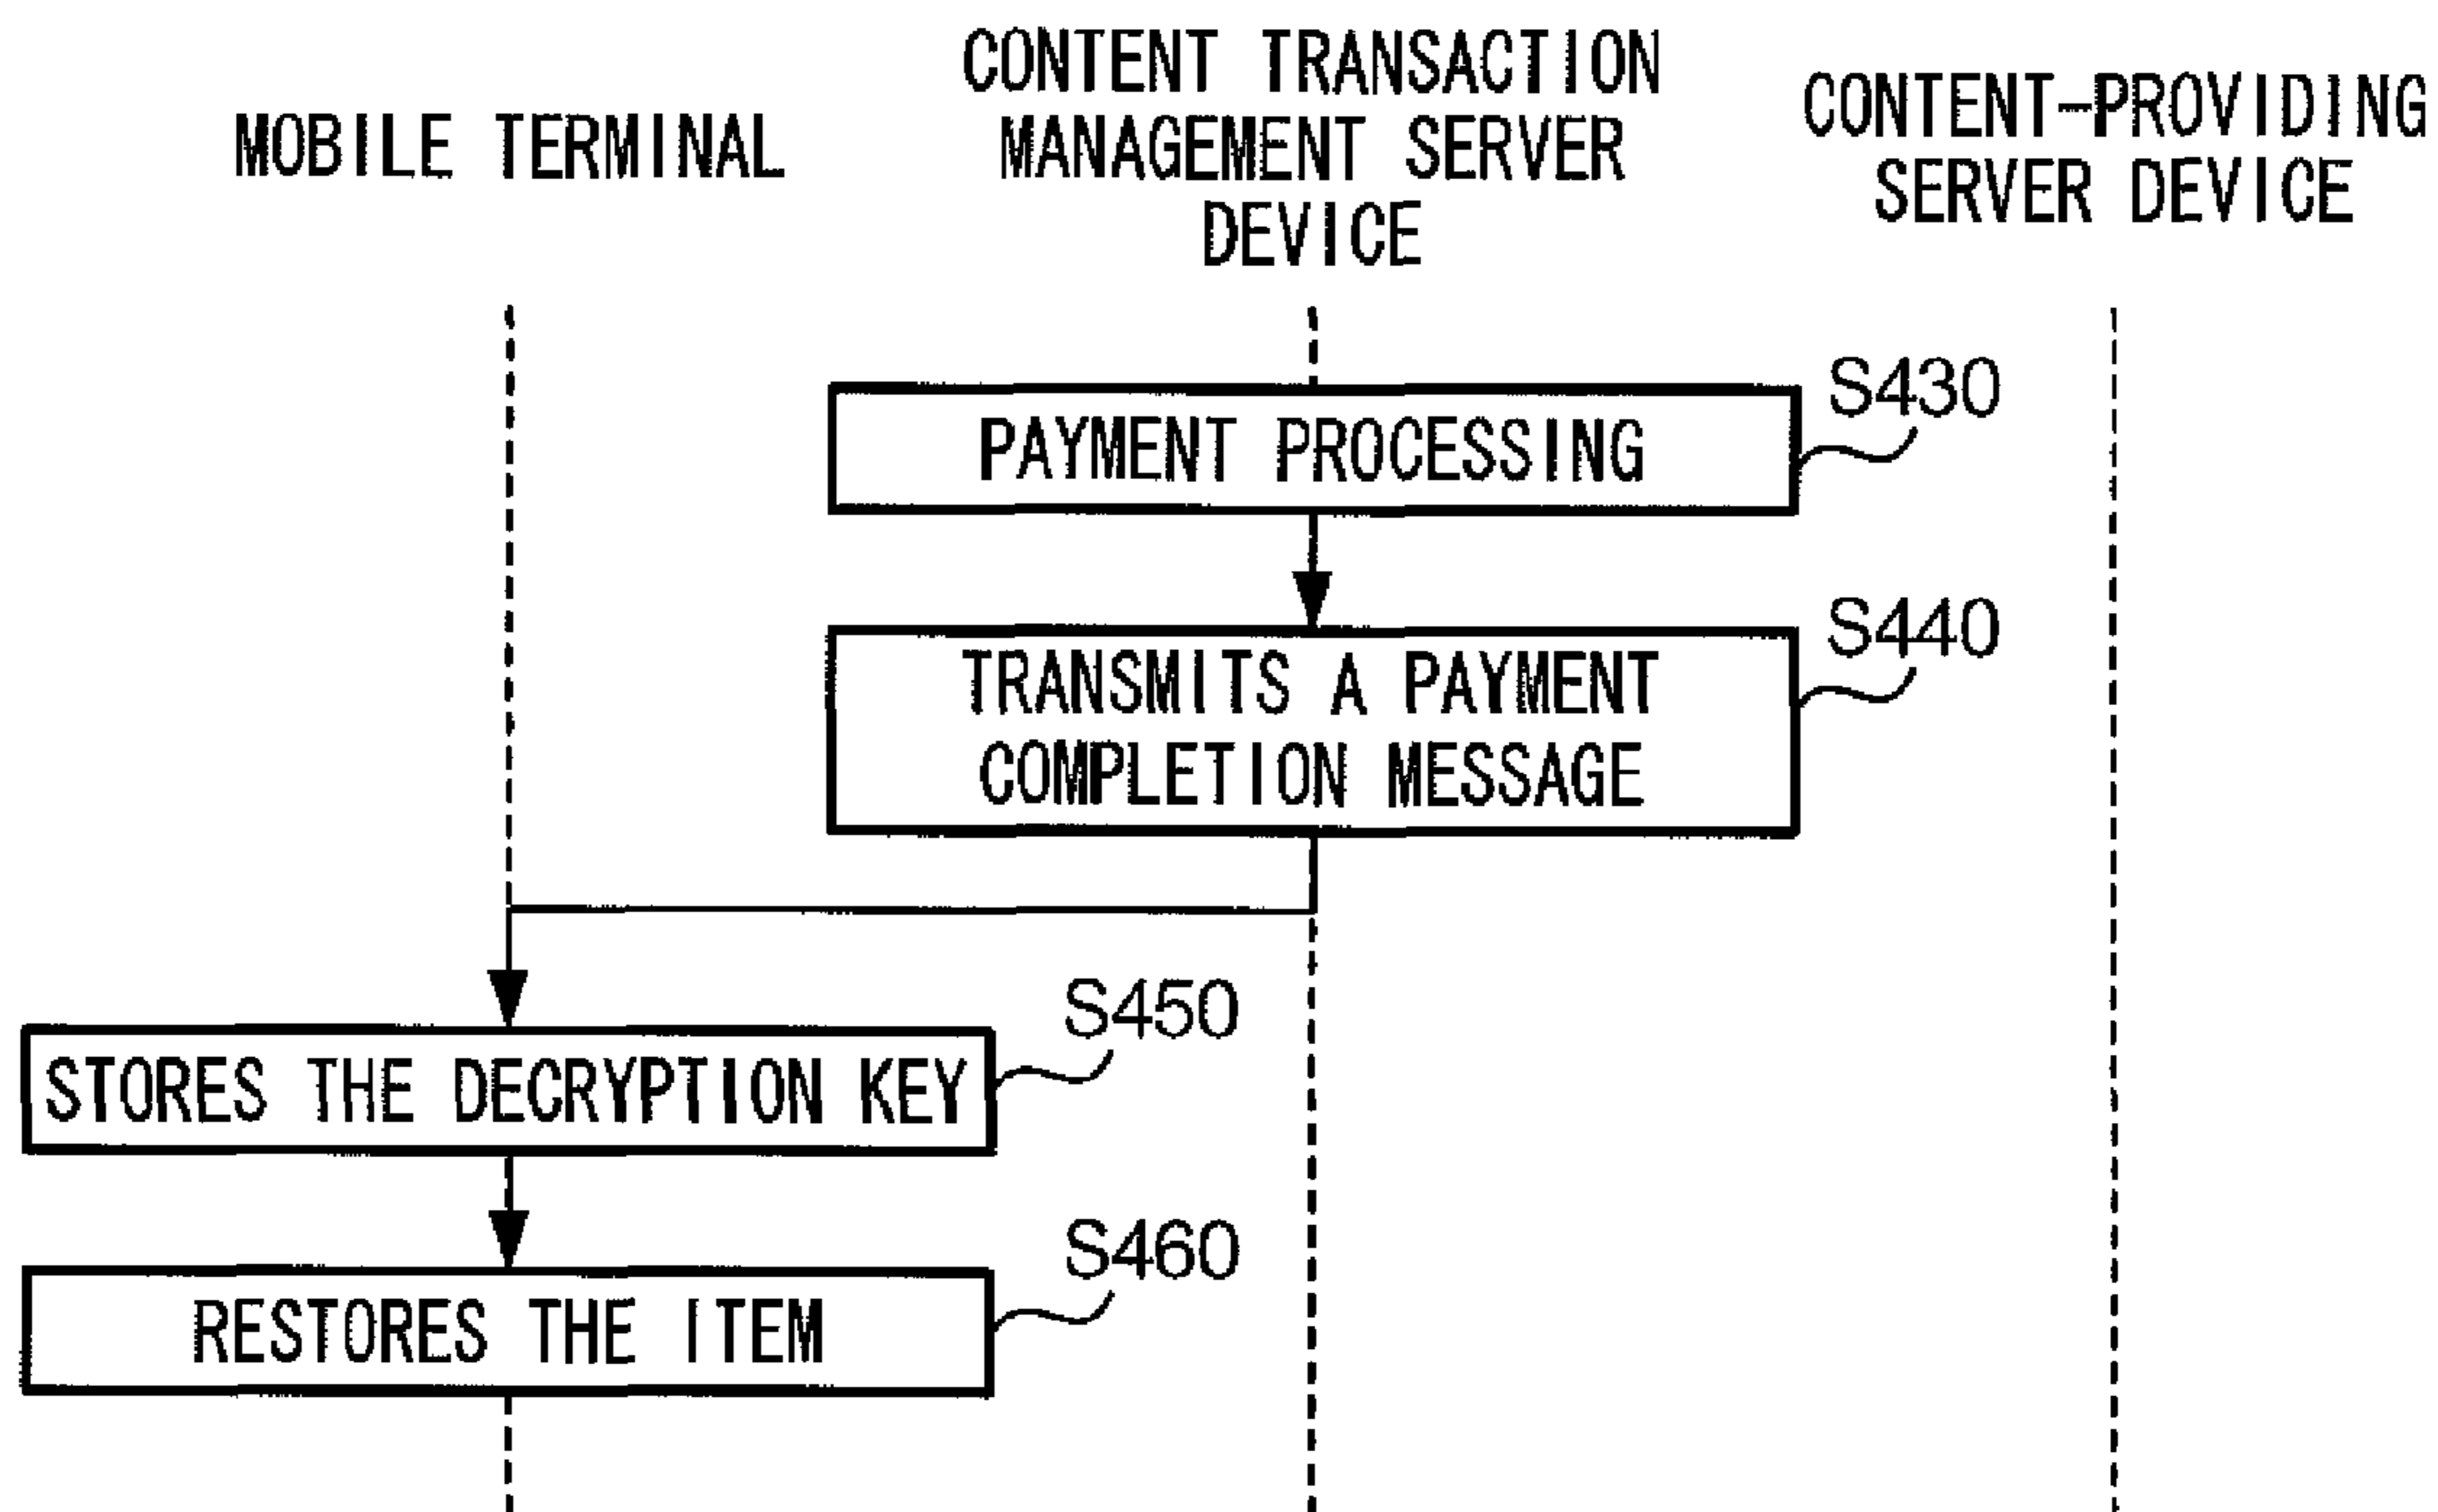 MOBILE TERMINAL
CONTENT TRANSACTION
MANAGEMENT SERVER
DEVICE
CONTENT-PROVIDING
SERVER DEVICE
PAYMENT PROCESSING
S430
TRANSMITS A PAYMENT
COMPLETION MESSAGE
S440
STORES THE DECRYPTION KEY
S450
RESTORES THE ITEM
S460